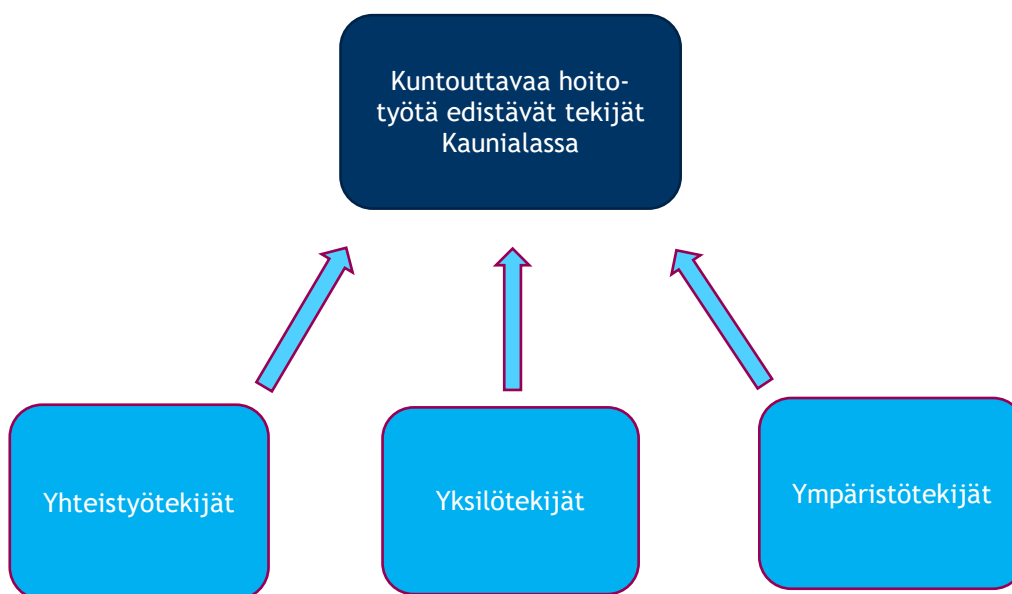 Kuntouttavaa hoito-
työtä edistävät tekijät
Kaunialassa
Yhteistyötekijät
Yksilötekijät
Ympäristötekijät